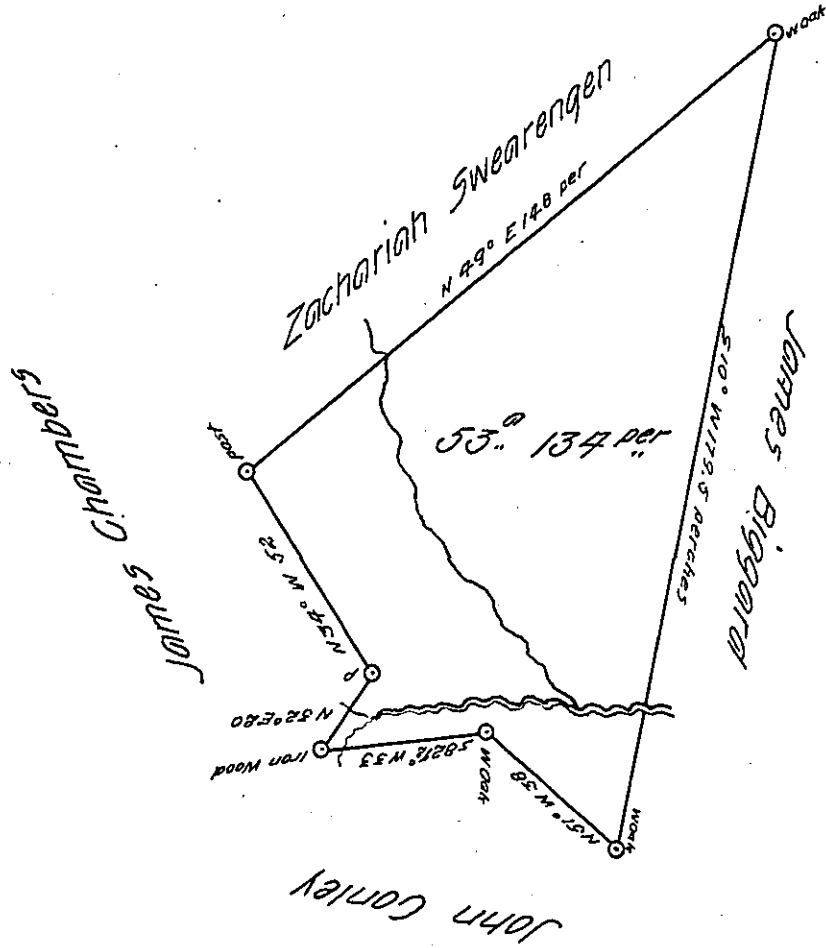 W Oak
Zachariah Swearengen
N 49° E 148 per
S 10° W 179.5 perches
James Biggard
53.. a 134 per
James Chambers
post
N 34° W 52
P
N 32° E 20
Iron Wood
S 82½° W 33
W Oak
N 51° W 38
W Oak
John Conley